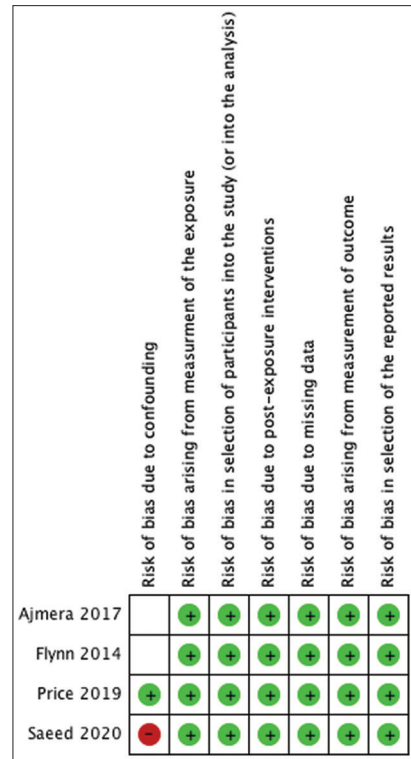 Risk of bias due to confounding
Risk of bias arising from measurment of the exposure
Risk of bias in selection of participants into the study (or into the analysis)
Risk of bias due to post-exposure interventions
Risk of bias due to missing data
Risk of bias arising from measurement of outcome
Risk of bias in selection of the reported results
Ajmera 2017 + + + + + +
Flynn 2014 + + + + + +
Price 2019 + + + + + + +
Saeed 2020 - + + + + + +